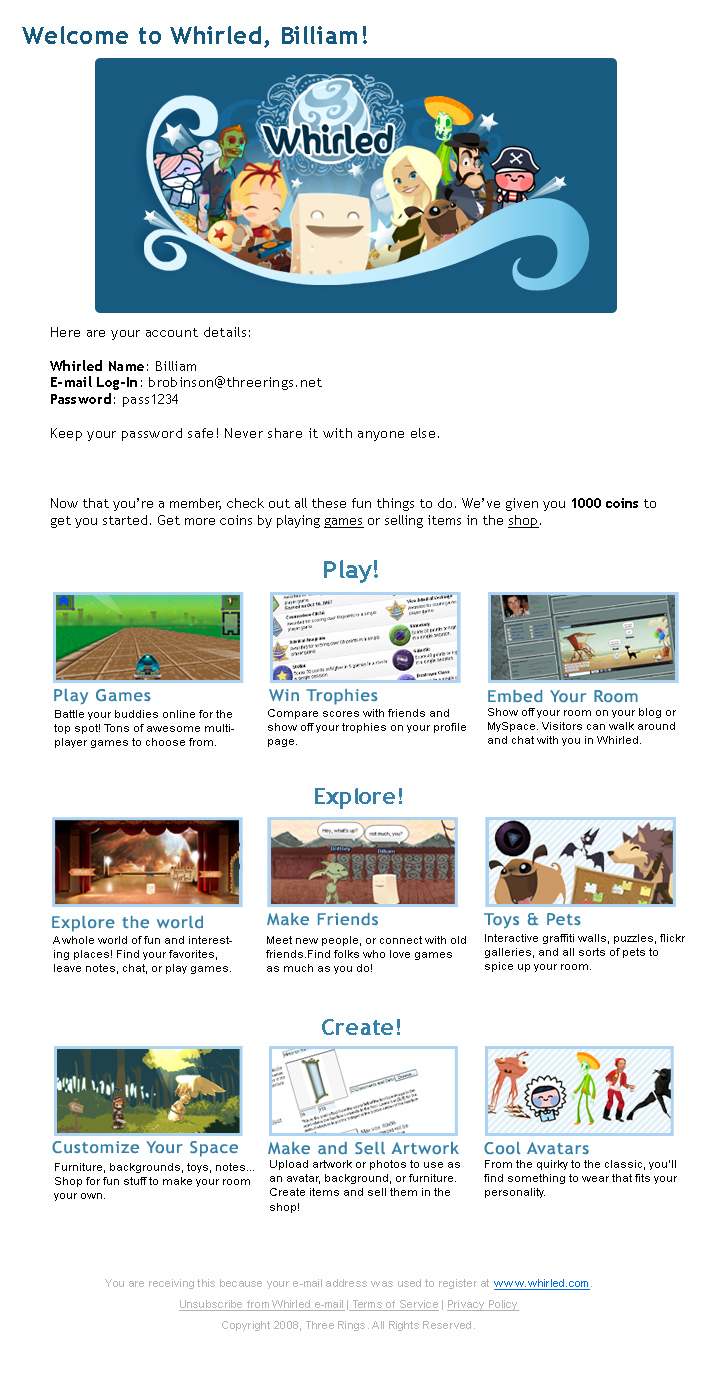 Welcome to Whirled, Billiam!
Whirled
Here are your account details:
Whirled Name: Billiam
E-mail Log-In: brobinson@threerings.net
Password: pass1234
Keep your password safe! Never share it with anyone else.
Now that you're a member, check out all these fun things to do. We've given you 1000 coins to
get you started. Get more coins by playing games or selling items in the shop.
Play!
Play Games
Battle your buddies online for the
top spot! Tons of awesome multi-
player games to choose from.
Win Trophies
Compare scores with friends and
show off your trophies on your profile
page.
Embed Your Room
Show off your room on your blog or
MySpace. Visitors can walk around
and chat with you in Whirled.
Explore!
Explore the world
A whole world of fun and interest-
ing places! Find your favorites,
leave notes, chat, or play games.
Hey, what's up?
not much, you?
Brittney
Billiam
Make Friends
Meet new people, or connect with old
friends.Find folks who love games
as much as you do!
Toys & Pets
Interactive graffiti walls, puzzles, flickr
galleries, and all sorts of pets to
spice up your room.
Create!
Customize Your Space
Furniture, backgrounds, toys, notes...
Shop for fun stuff to make your room
your own.
Make and Sell Artwork
Upload artwork or photos to use as
an avatar, background, or furniture.
Create items and sell them in the
shop!
Cool Avatars
From the quirky to the classic, you'll
find something to wear that fits your
personality.
You are receiving this because your e-mail address was used to register at www.whirled.com.
Unsubscribe from Whirled e-mail | Terms of Service | Privacy Policy
Copyright 2008, Three Rings. All Rights Reserved.